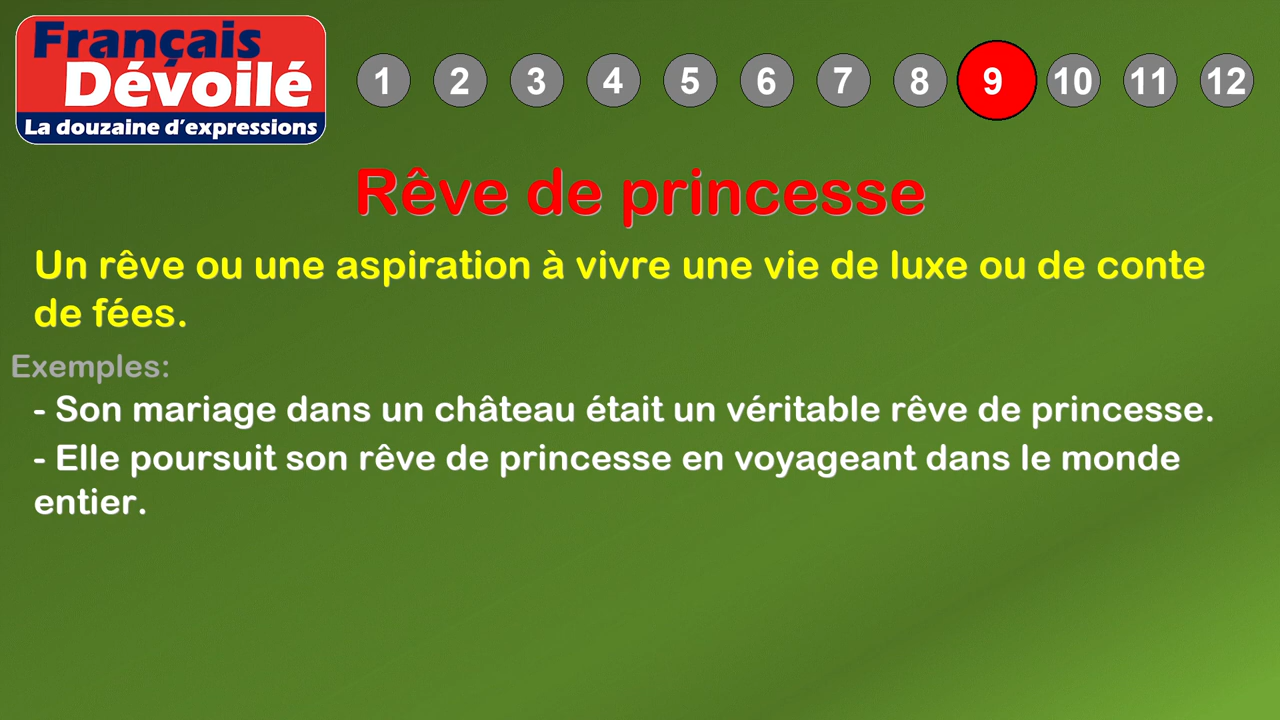 Français
Dévoilé
La douzaine d'expressions
1 2 3 4 5 6 7 8 9 10 11 12
Rêve de princesse
Un rêve ou une aspiration à vivre une vie de luxe ou de conte
de fées.
Exemples:
- Son mariage dans un château était un véritable rêve de princesse.
- Elle poursuit son rêve de princesse en voyageant dans le monde
entier.